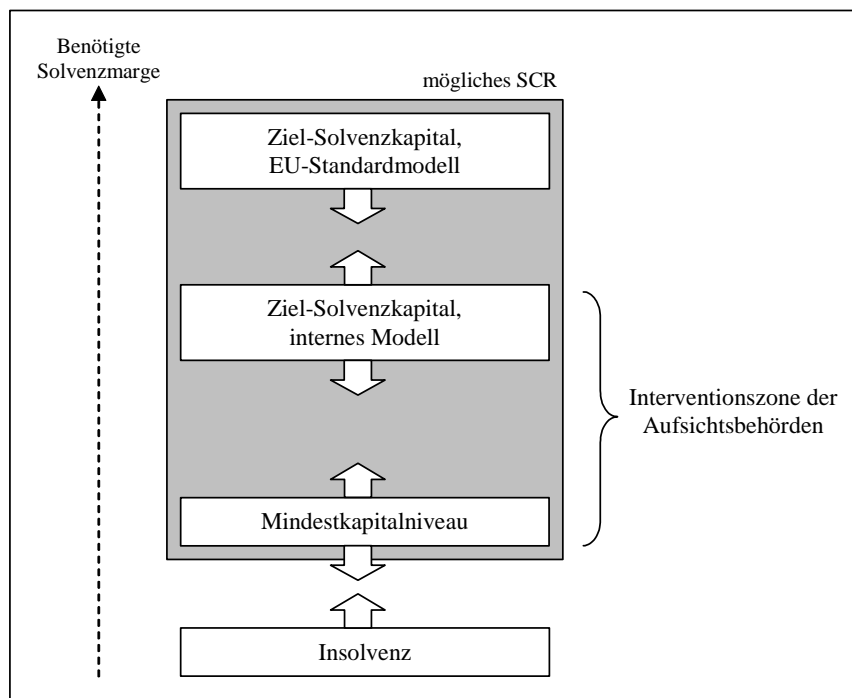 Benötigte
Solvenzmarge
mögliches SCR
Ziel-Solvenzkapital,
EU-Standardmodell
Ziel-Solvenzkapital,
internes Modell
Interventionszone der
Aufsichtsbehörden
Mindestkapitalniveau
Insolvenz